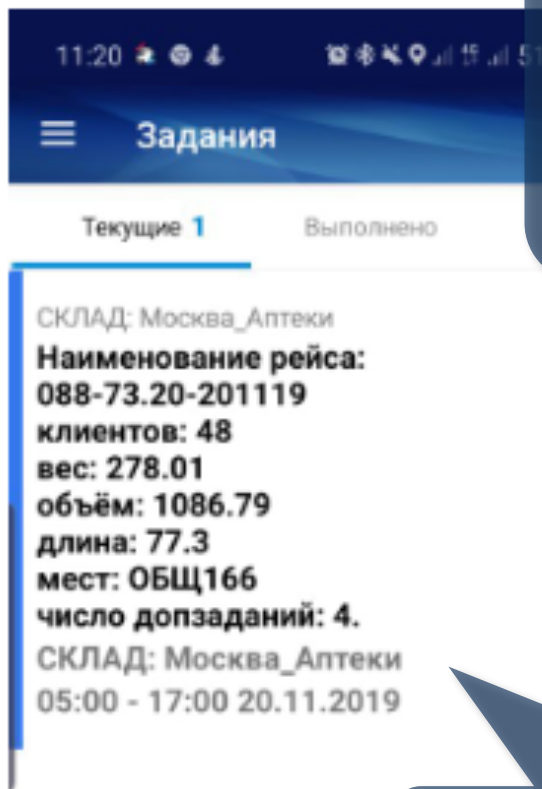 11:20
Задания
Текущие 1 Выполнено
СКЛАД: Москва_Аптеки
Наименование рейса:
088-73.20-201119
клиентов: 48
вес: 278.01
объём: 1086.79
длина: 77.3
мест: ОБЩ166
число допзаданий: 4.
СКЛАД: Москва_Аптеки
05:00 - 17:00 20.11.2019